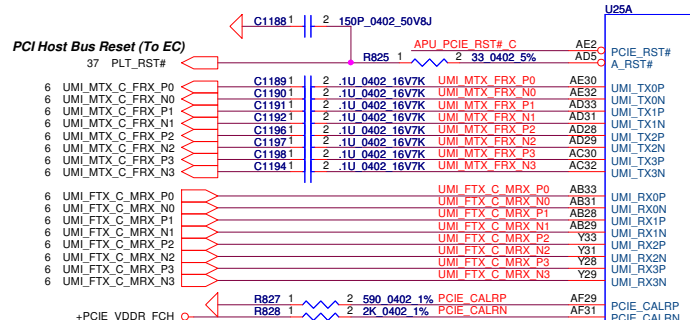 U25A
C1188 1 2 150P_0402_50V8J
PCI Host Bus Reset (To EC)
APU_PCIE_RST#_C AE2 PCIE_RST#
37 PLT_RST# R825 1 2 33_0402_5% AD5 A_RST#
6 UMI_MTX_C_FRX_P0 C1189 1 2 .1U_0402_16V7K UMI_MTX_FRX_P0 AE30 UMI_TX0P
6 UMI_MTX_C_FRX_N0 C1190 1 2 .1U_0402_16V7K UMI_MTX_FRX_N0 AE32 UMI_TX0N
6 UMI_MTX_C_FRX_P1 C1191 1 2 .1U_0402_16V7K UMI_MTX_FRX_P1 AD33 UMI_TX1P
6 UMI_MTX_C_FRX_N1 C1192 1 2 .1U_0402_16V7K UMI_MTX_FRX_N1 AD31 UMI_TX1N
6 UMI_MTX_C_FRX_P2 C1196 1 2 .1U_0402_16V7K UMI_MTX_FRX_P2 AD28 UMI_TX2P
6 UMI_MTX_C_FRX_N2 C1197 1 2 .1U_0402_16V7K UMI_MTX_FRX_N2 AD29 UMI_TX2N
6 UMI_MTX_C_FRX_P3 C1198 1 2 .1U_0402_16V7K UMI_MTX_FRX_P3 AC30 UMI_TX3P
6 UMI_MTX_C_FRX_N3 C1194 1 2 .1U_0402_16V7K UMI_MTX_FRX_N3 AC32 UMI_TX3N
6 UMI_FTX_C_MRX_P0 UMI_FTX_C_MRX_P0 AB33 UMI_RX0P
6 UMI_FTX_C_MRX_N0 UMI_FTX_C_MRX_N0 AB31 UMI_RX0N
6 UMI_FTX_C_MRX_P1 UMI_FTX_C_MRX_P1 AB28 UMI_RX1P
6 UMI_FTX_C_MRX_N1 UMI_FTX_C_MRX_N1 AB29 UMI_RX1N
6 UMI_FTX_C_MRX_P2 UMI_FTX_C_MRX_P2 Y33 UMI_RX2P
6 UMI_FTX_C_MRX_N2 UMI_FTX_C_MRX_N2 Y31 UMI_RX2N
6 UMI_FTX_C_MRX_P3 UMI_FTX_C_MRX_P3 Y28 UMI_RX3P
6 UMI_FTX_C_MRX_N3 UMI_FTX_C_MRX_N3 Y29 UMI_RX3N
R827 1 2 590_0402_1% PCIE_CALRP AF29 PCIE_CALRP
+PCIE_VDDR_FCH R828 1 2 2K_0402_1% PCIE_CALRN AF31 PCIE_CALRN